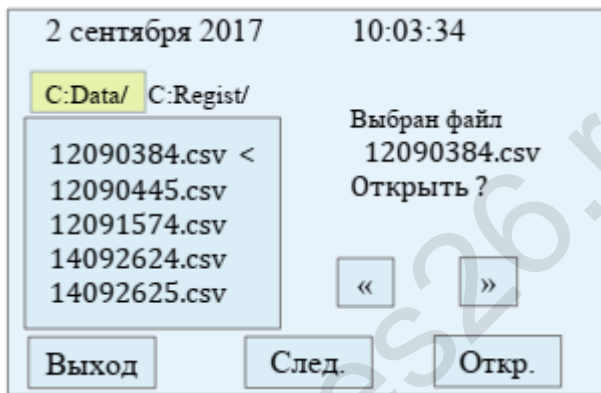 2 сентября 2017 10:03:34
C:Data/ C:Regist/
12090384.csv <
12090445.csv
12091574.csv
14092624.csv
14092625.csv
Выбран файл
12090384.csv
Открыть ?
« »
Выход След. Откр.